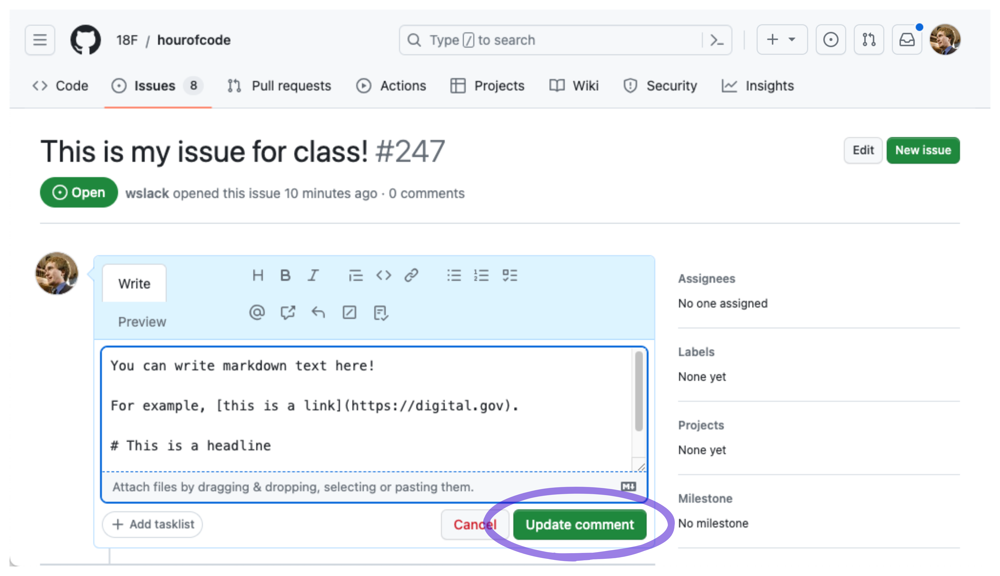 18F / hourofcode
Type / to search
Code Issues 8 Pull requests Actions Projects Wiki Security Insights
This is my issue for class! #247
Edit New issue
Open wslack opened this issue 10 minutes ago · 0 comments
Write
Preview
You can write markdown text here!
For example, [this is a link](https://digital.gov).
# This is a headline
Attach files by dragging & dropping, selecting or pasting them.
+ Add tasklist Cancel Update comment
Assignees
No one assigned
Labels
None yet
Projects
None yet
Milestone
No milestone